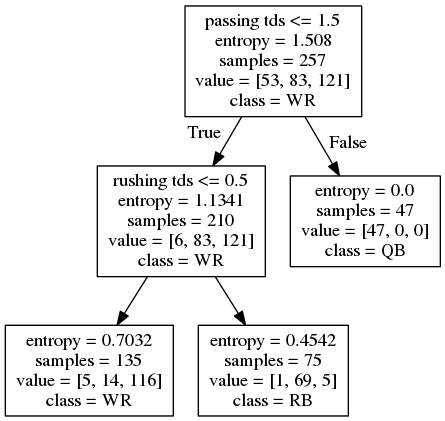 passing tds <= 1.5
entropy = 1.508
samples = 257
value = [53, 83, 121]
class = WR
True
False
rushing tds <= 0.5
entropy = 1.1341
samples = 210
value = [6, 83, 121]
class = WR
entropy = 0.0
samples = 47
value = [47, 0, 0]
class = QB
entropy = 0.7032
samples = 135
value = [5, 14, 116]
class = WR
entropy = 0.4542
samples = 75
value = [1, 69, 5]
class = RB